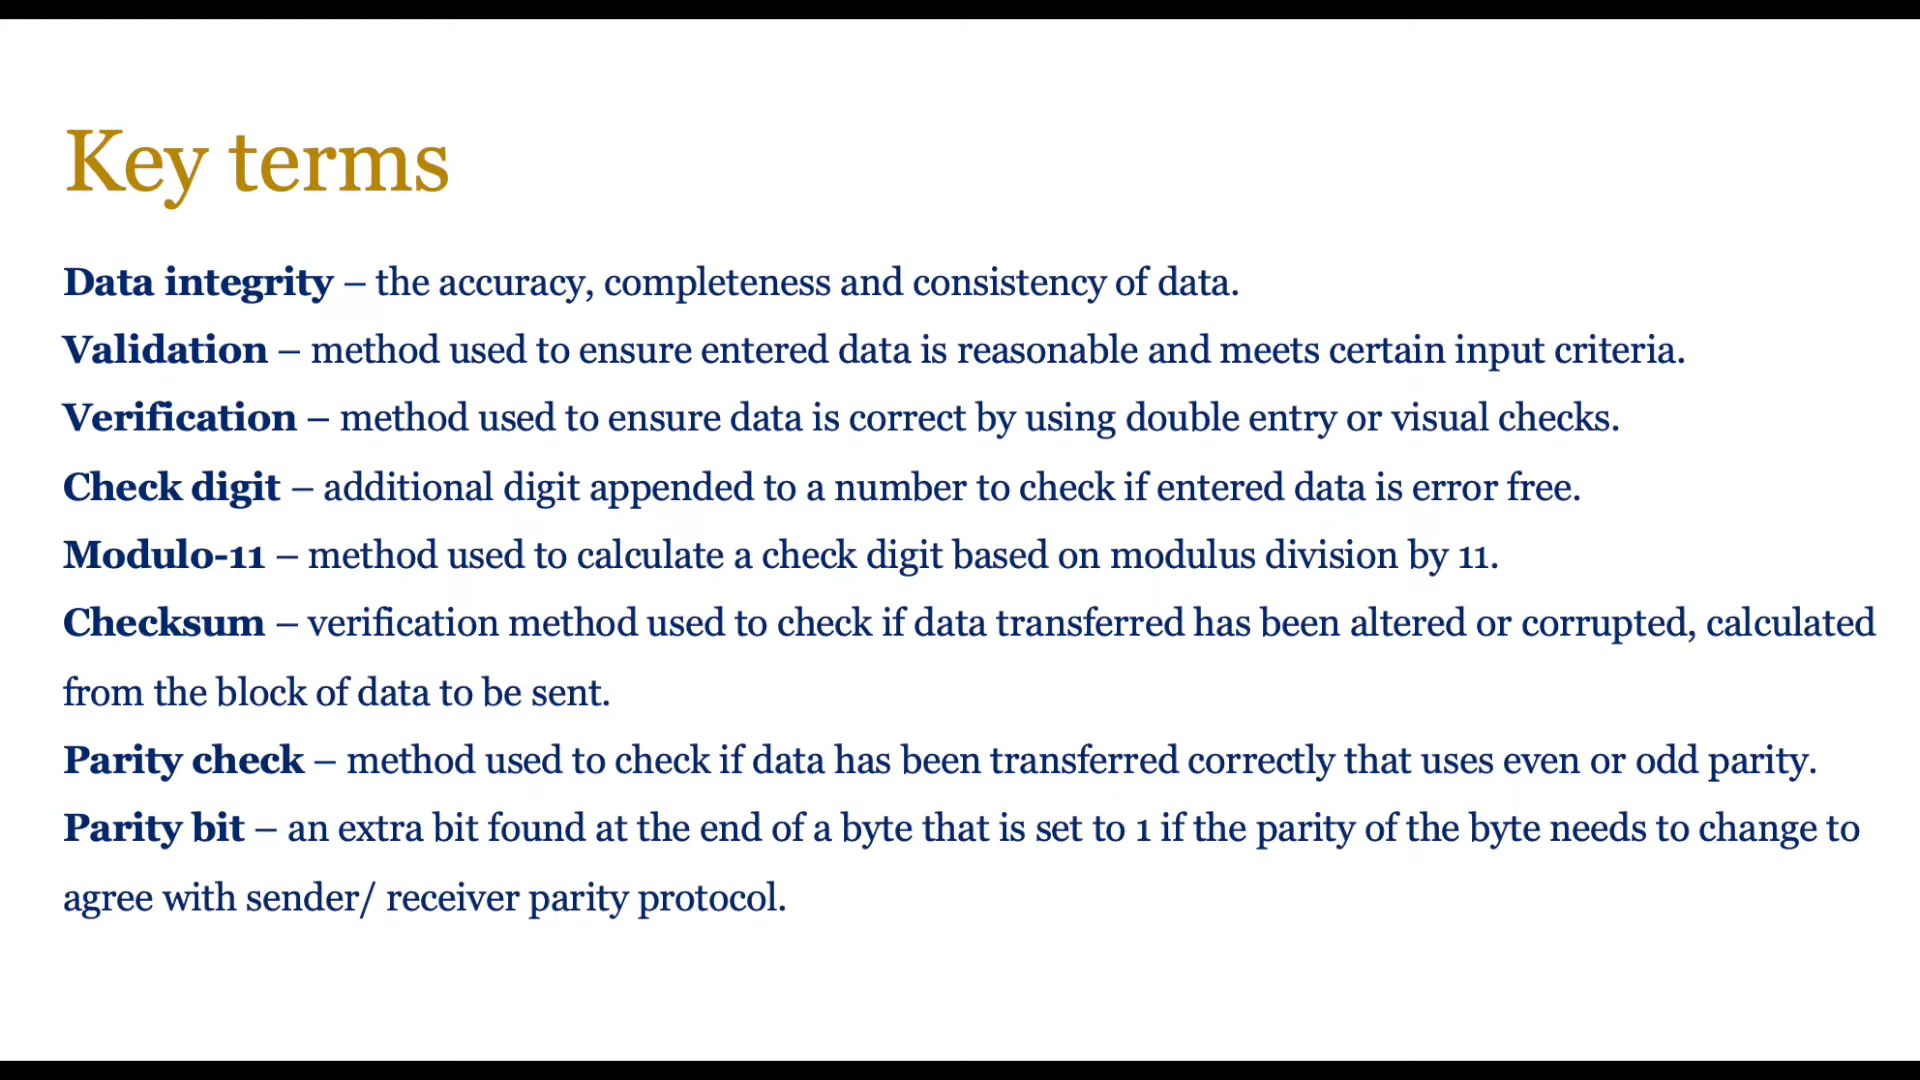 Key terms
Data integrity – the accuracy, completeness and consistency of data.
Validation – method used to ensure entered data is reasonable and meets certain input criteria.
Verification – method used to ensure data is correct by using double entry or visual checks.
Check digit – additional digit appended to a number to check if entered data is error free.
Modulo-11 – method used to calculate a check digit based on modulus division by 11.
Checksum – verification method used to check if data transferred has been altered or corrupted, calculated
from the block of data to be sent.
Parity check – method used to check if data has been transferred correctly that uses even or odd parity.
Parity bit – an extra bit found at the end of a byte that is set to 1 if the parity of the byte needs to change to
agree with sender/ receiver parity protocol.